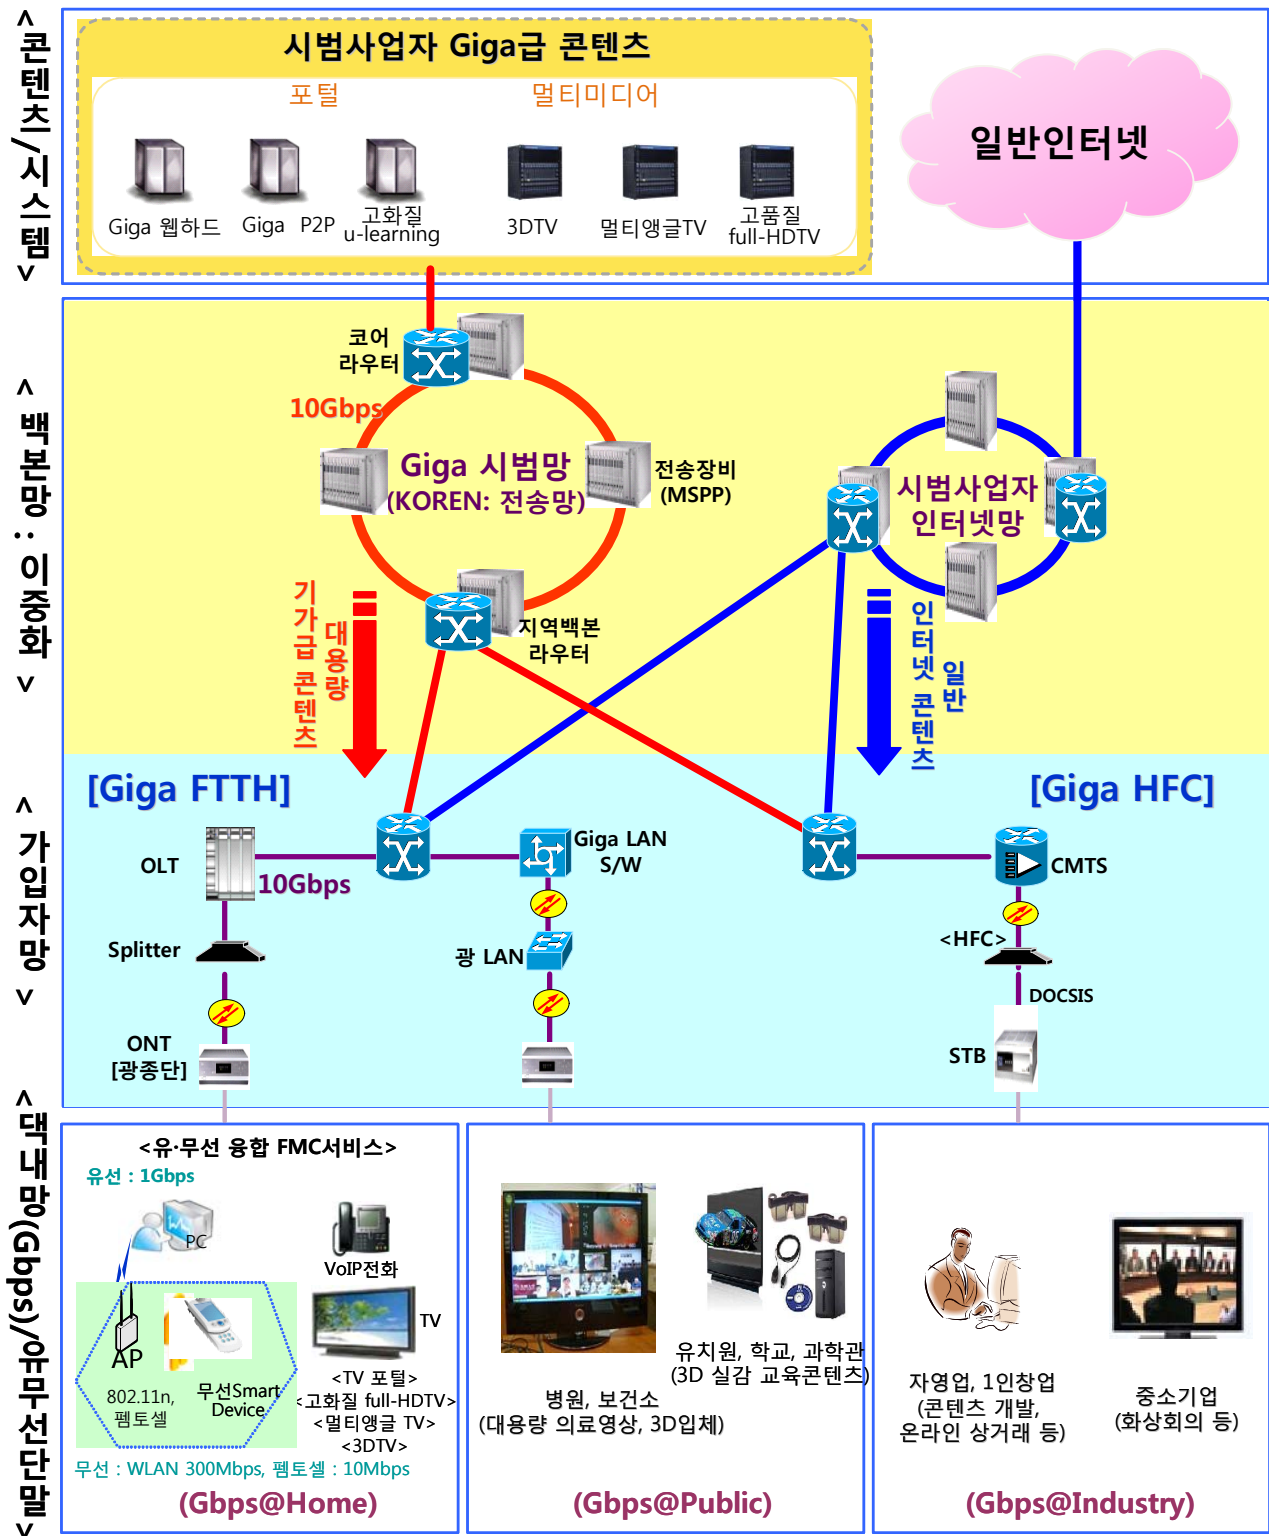 <콘텐츠/시스템>
시범사업자 Giga급 콘텐츠
포털
멀티미디어
Giga 웹하드
Giga P2P
고화질
u-learning
3DTV
멀티앵글TV
고품질
full-HDTV
일반인터넷
<백본망 : 이중화>
코어
라우터
10Gbps
Giga 시범망
(KOREN: 전송망)
전송장비
(MSPP)
시범사업자
인터넷망
지역백본
라우터
대용량
기가급 콘텐츠
일반
인터넷 콘텐츠
<가입자망>
[Giga FTTH]
[Giga HFC]
OLT
10Gbps
Giga LAN
S/W
CMTS
Splitter
광 LAN
<HFC>
DOCSIS
ONT
[광종단]
STB
<댁내망(Gbps)/유무선단말>
<유·무선 융합 FMC서비스>
유선 : 1Gbps
PC
VoIP전화
TV
AP
802.11n,
펨토셀
무선Smart
Device
<TV 포털>
<고화질 full-HDTV>
<멀티앵글 TV>
<3DTV>
무선 : WLAN 300Mbps, 펨토셀 : 10Mbps
(Gbps@Home)
유치원, 학교, 과학관
(3D 실감 교육콘텐츠)
병원, 보건소
(대용량 의료영상, 3D입체)
(Gbps@Public)
자영업, 1인창업
(콘텐츠 개발,
온라인 상거래 등)
중소기업
(화상회의 등)
(Gbps@Industry)